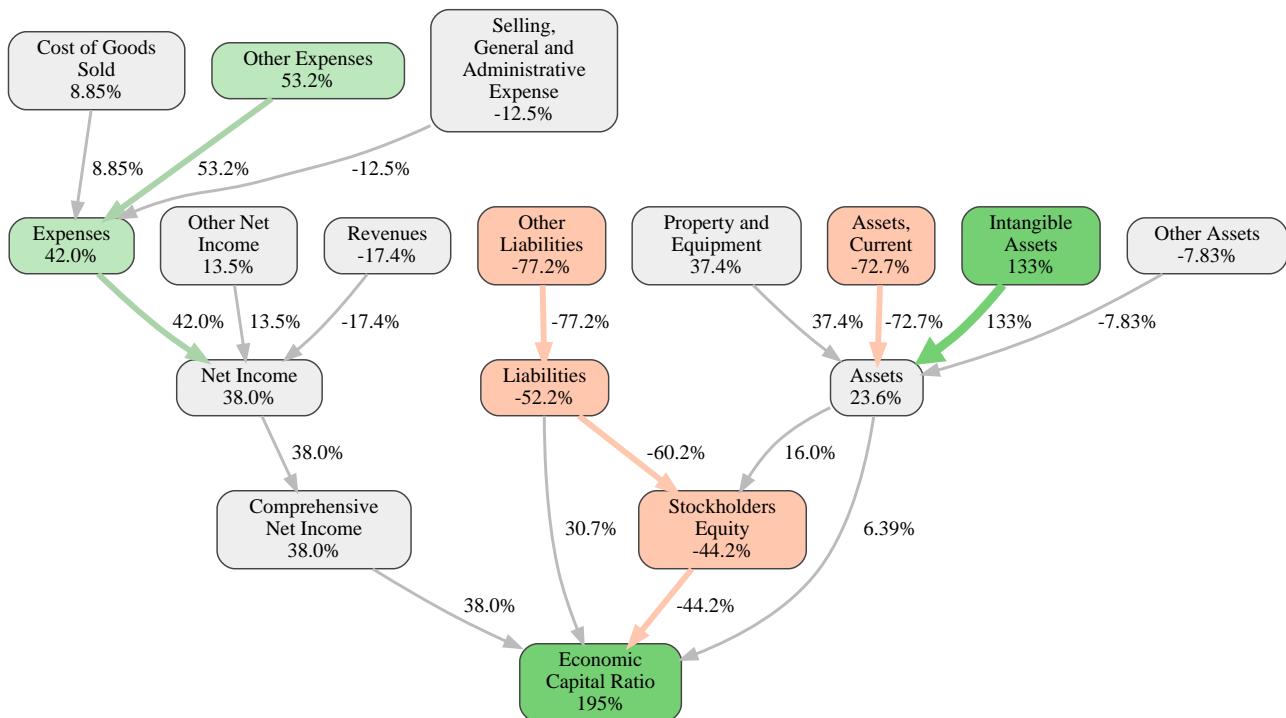 Cost of Goods
Sold
8.85%
Other Expenses
53.2%
Selling,
General and
Administrative
Expense
-12.5%
8.85%
53.2%
-12.5%
Expenses
42.0%
Other Net
Income
13.5%
Revenues
-17.4%
Other
Liabilities
-77.2%
Property and
Equipment
37.4%
Assets,
Current
-72.7%
Intangible
Assets
133%
Other Assets
-7.83%
42.0%
13.5%
-17.4%
-77.2%
37.4%
-72.7%
133%
-7.83%
Net Income
38.0%
Liabilities
-52.2%
Assets
23.6%
38.0%
-60.2%
16.0%
Comprehensive
Net Income
38.0%
30.7%
Stockholders
Equity
-44.2%
6.39%
38.0%
-44.2%
Economic
Capital Ratio
195%